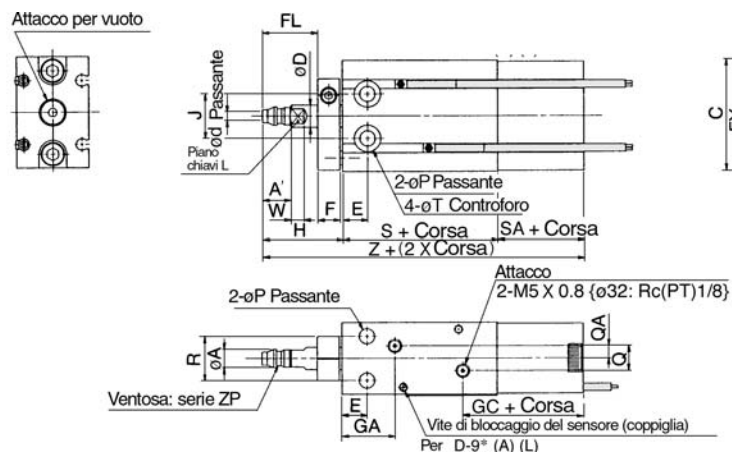 Attacco per vuoto
FL
øD
J
ød Passante
Piano
chiavi L
A'
W
H
F
E
C
2-øP Passante
4-øT Controforo
S + Corsa
SA + Corsa
Z + (2 X Corsa)
Attacco
2-M5 X 0.8 {ø32: Rc(PT)1/8}
2-øP Passante
R
øA
QA
Q
Ventosa: serie ZP
E
GA
GC + Corsa
Vite di bloccaggio del sensore (coppiglia)
Per D-9* (A) (L)